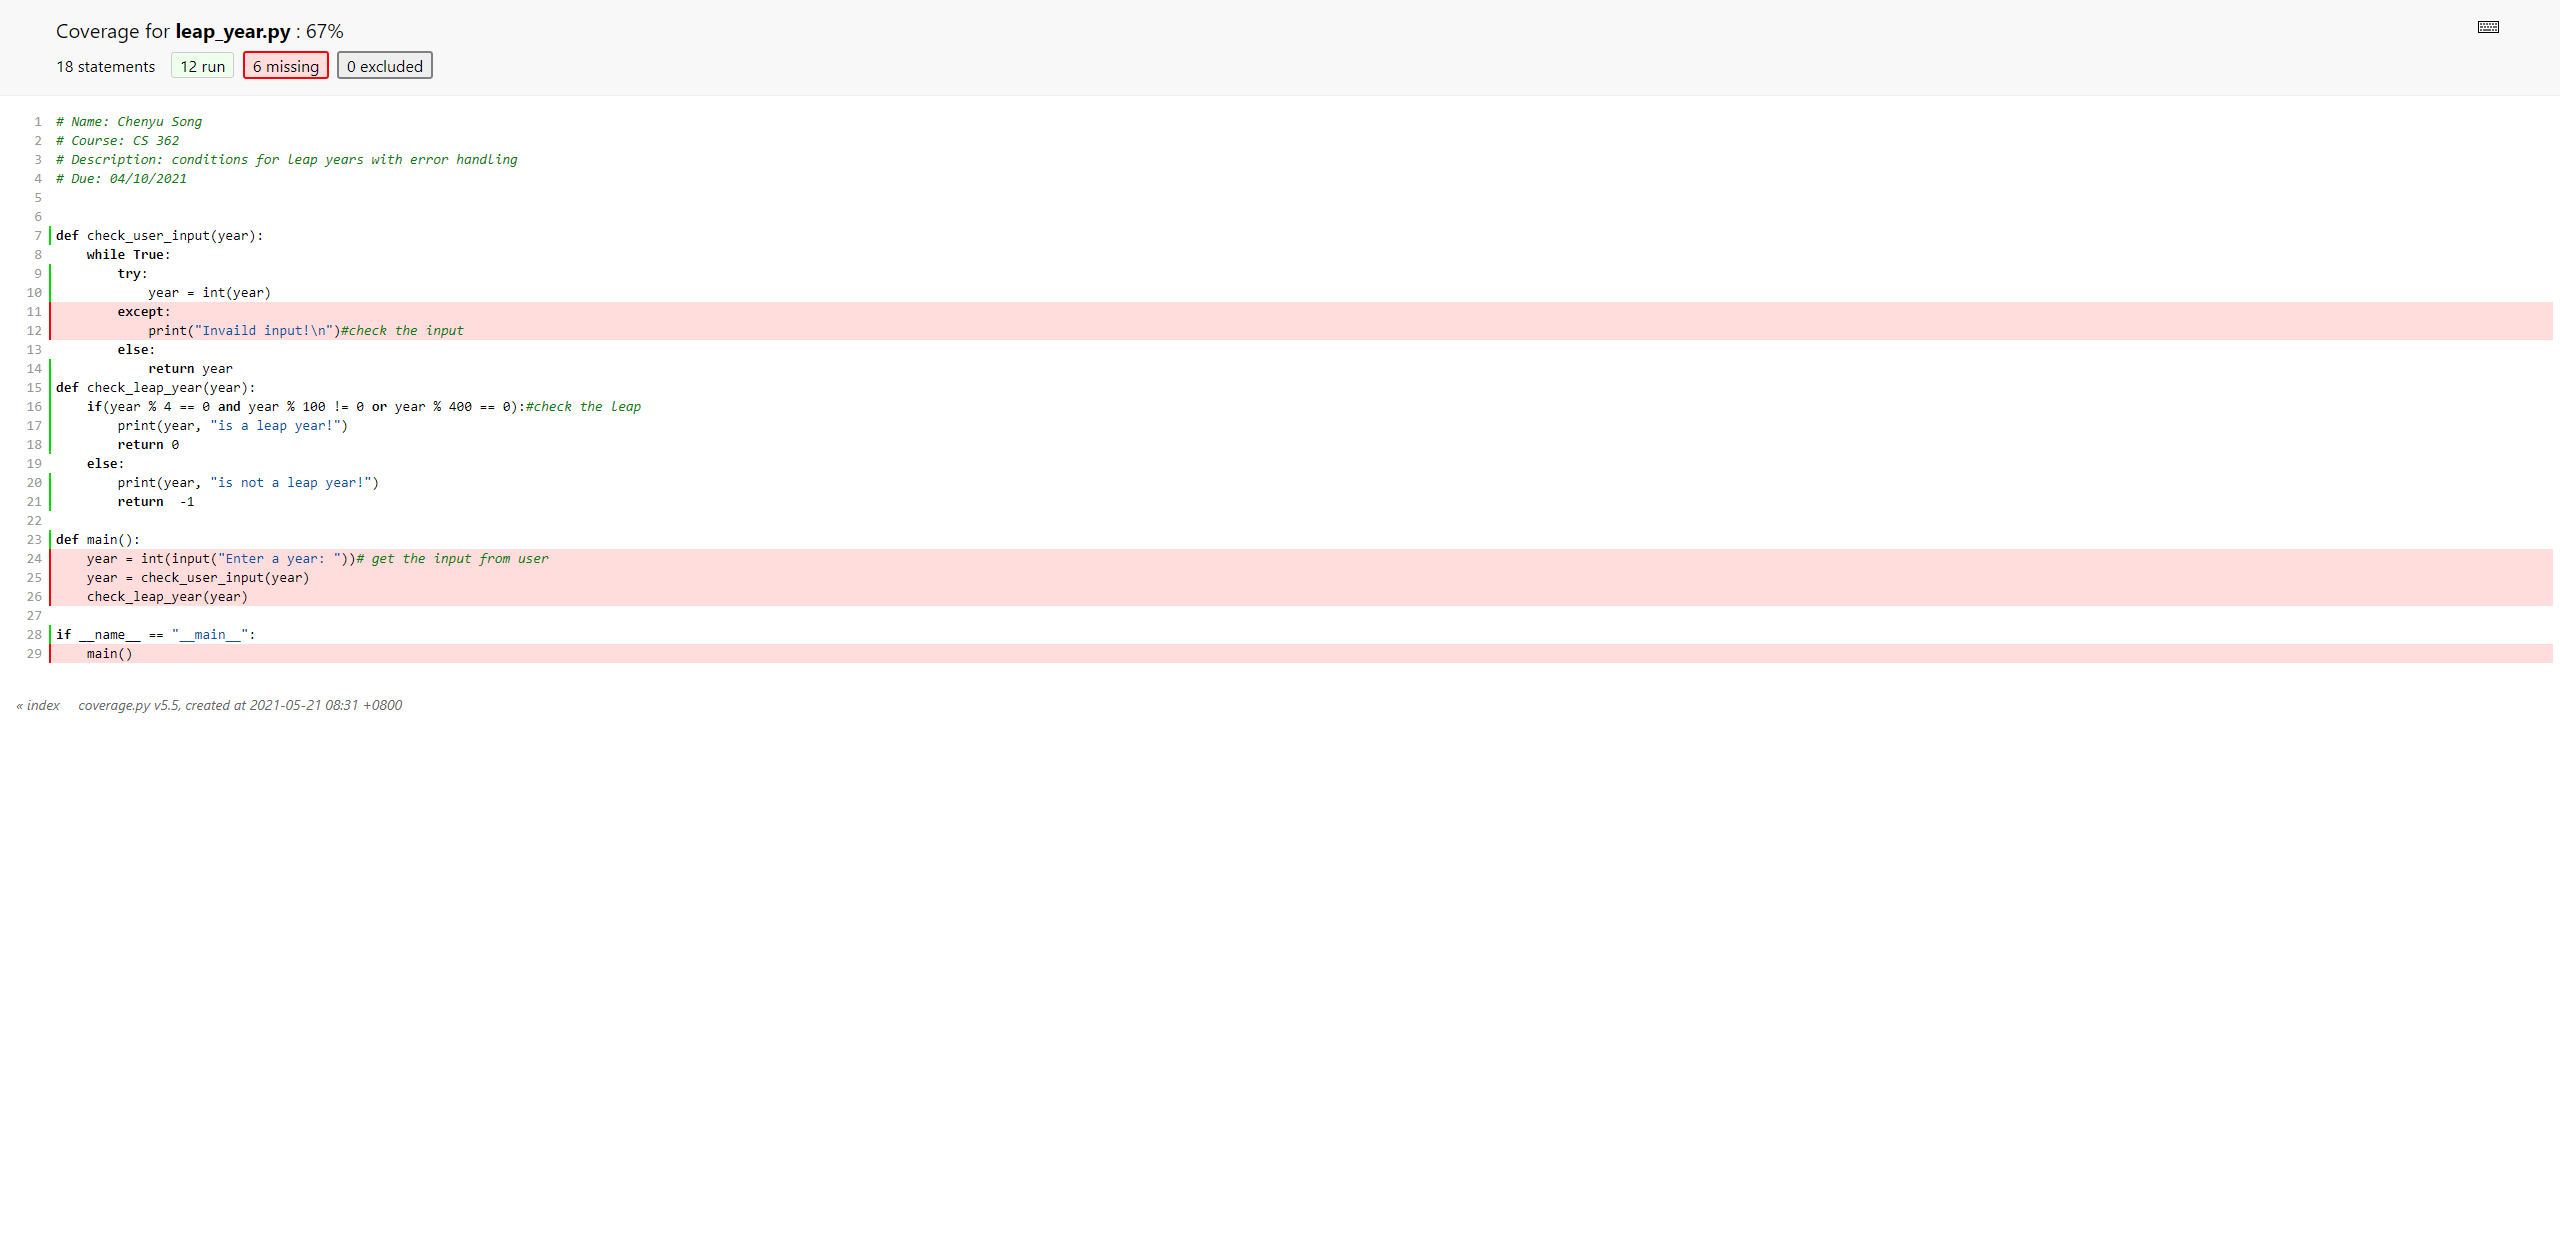 Coverage for leap_year.py : 67%
18 statements 12 run 6 missing 0 excluded
1 # Name: Chenyu Song
2 # Course: CS 362
3 # Description: conditions for leap years with error handling
4 # Due: 04/10/2021
5
6
7 def check_user_input(year):
8     while True:
9         try:
10             year = int(year)
11         except:
12             print("Invaild input!\n")#check the input
13         else:
14             return year
15 def check_leap_year(year):
16     if(year % 4 == 0 and year % 100 != 0 or year % 400 == 0):#check the leap
17         print(year, "is a leap year!")
18         return 0
19     else:
20         print(year, "is not a leap year!")
21         return  -1
22
23 def main():
24     year = int(input("Enter a year: "))# get the input from user
25     year = check_user_input(year)
26     check_leap_year(year)
27
28 if __name__ == "__main__":
29     main()
« index coverage.py v5.5, created at 2021-05-21 08:31 +0800